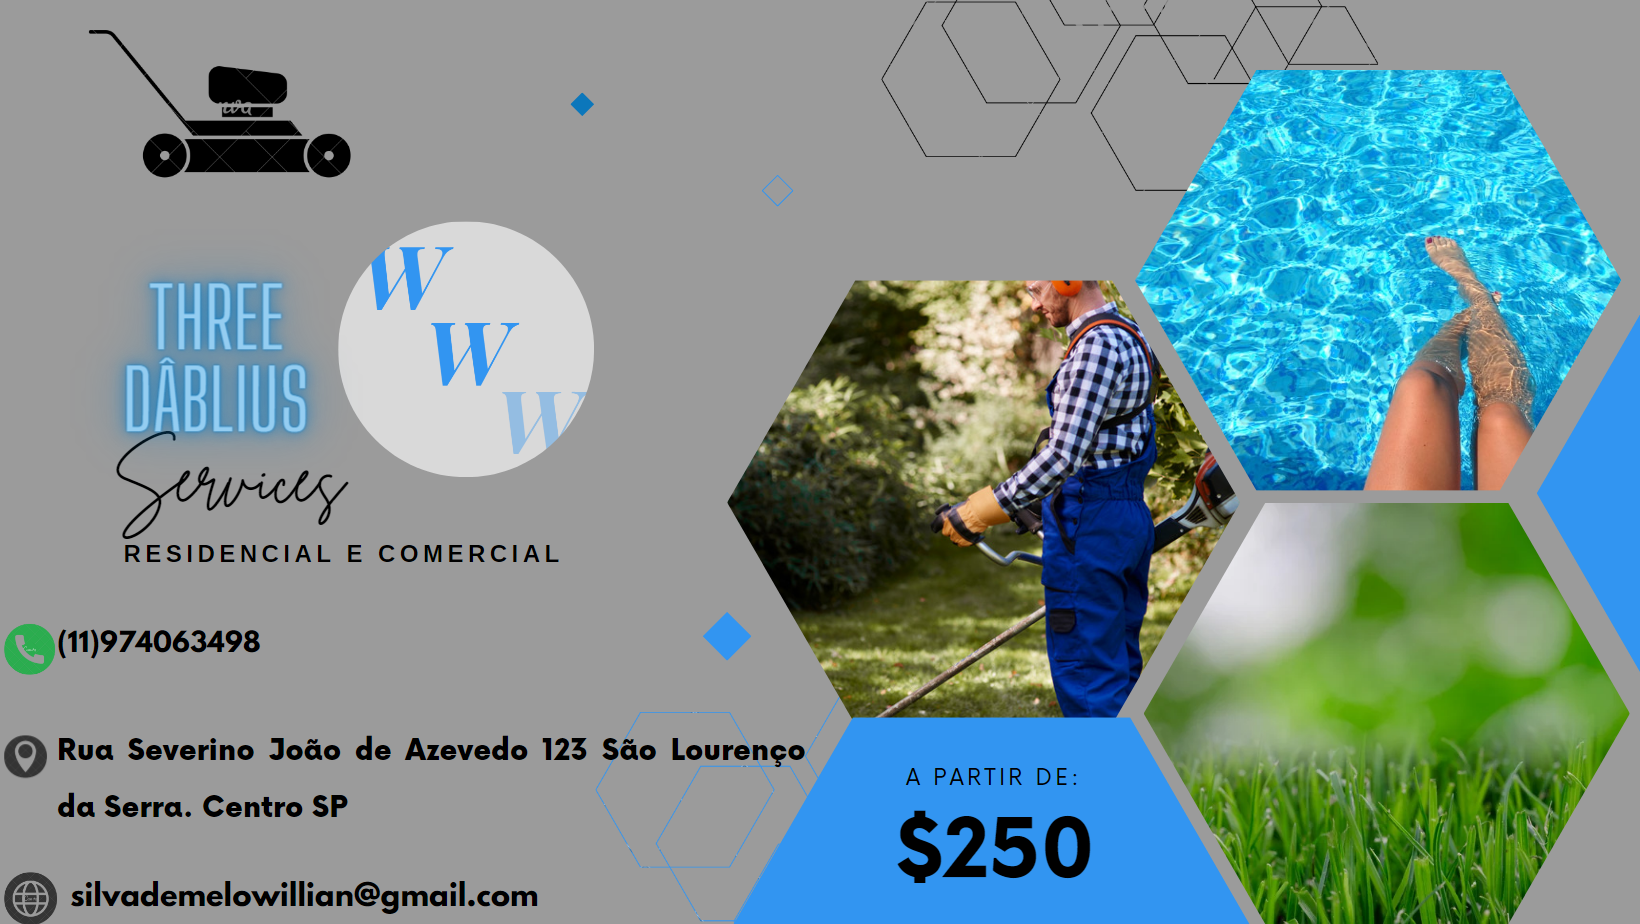 W
W
W
THREE
DÂBLIUS
Services
RESIDENCIAL E COMERCIAL
(11)974063498
Rua Severino João de Azevedo 123 São Lourenço
da Serra. Centro SP
silvademelowillian@gmail.com
A PARTIR DE:
$250